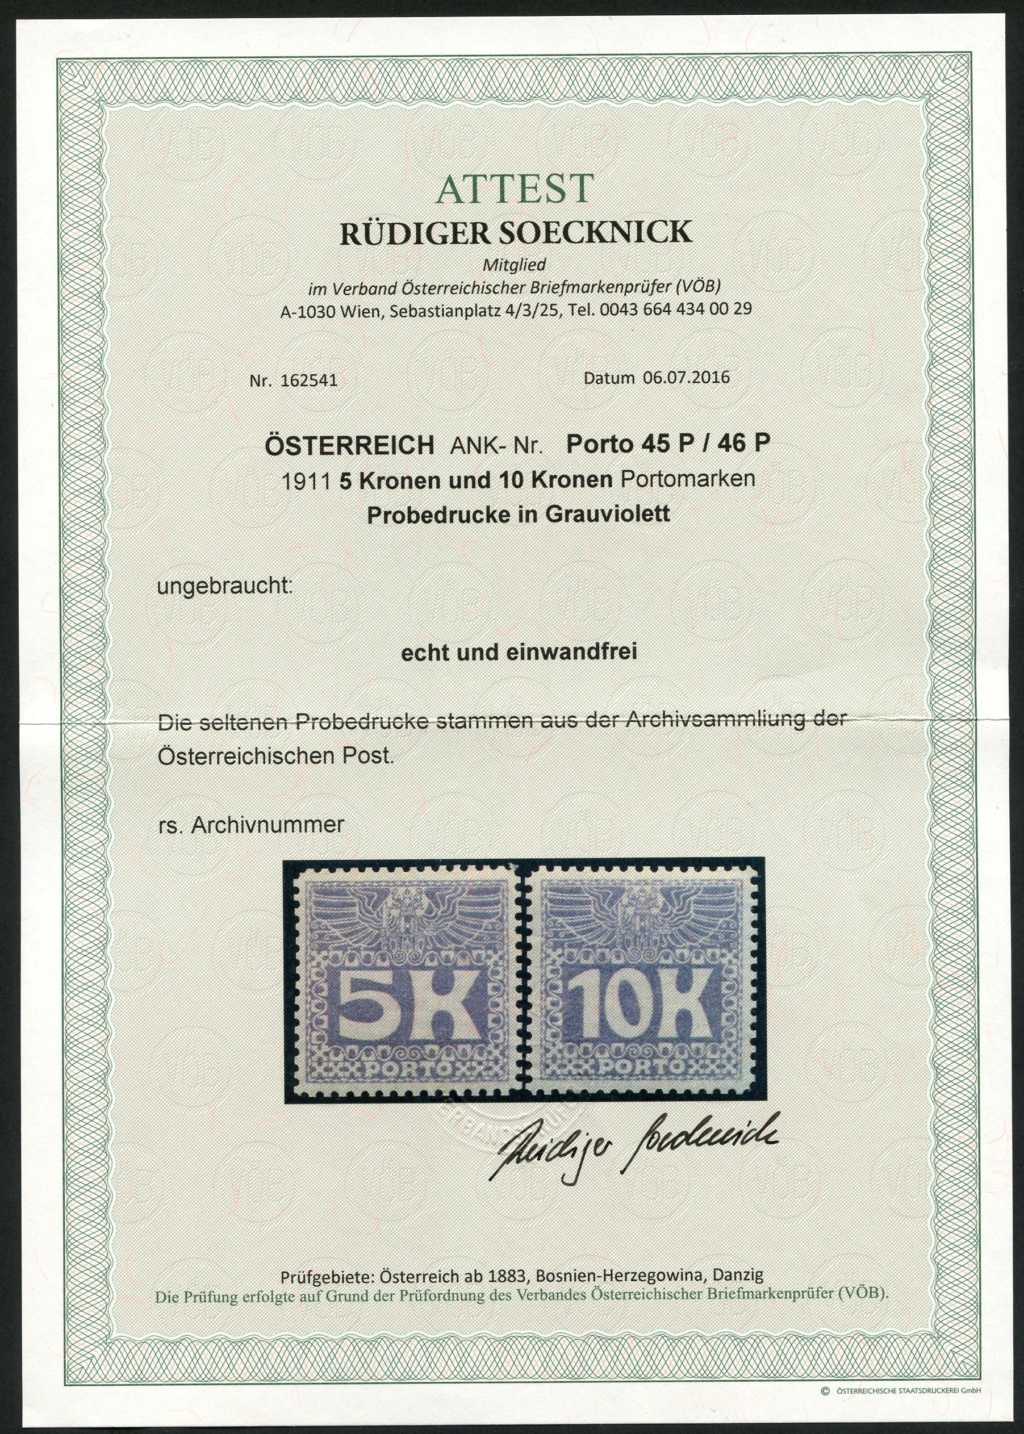 ATTEST
RÜDIGER SOECKNICK
Mitglied
im Verband Österreichischer Briefmarkenprüfer (VÖB)
A-1030 Wien, Sebastianplatz 4/3/25, Tel. 0043 664 434 00 29
Nr. 162541 Datum 06.07.2016
ÖSTERREICH ANK- Nr. Porto 45 P / 46 P
1911 5 Kronen und 10 Kronen Portomarken
Probedrucke in Grauviolett
ungebraucht:
echt und einwandfrei
Die seltenen Probedrucke stammen aus der Archivsammliung der
Österreichischen Post.
rs. Archivnummer
5K 10K
PORTO PORTO
Rüdiger Soecknick
Prüfgebiete: Österreich ab 1883, Bosnien-Herzegowina, Danzig
Die Prüfung erfolgte auf Grund der Prüfordnung des Verbandes Österreichischer Briefmarkenprüfer (VÖB).
© ÖSTERREICHISCHE STAATSDRUCKEREI GmbH